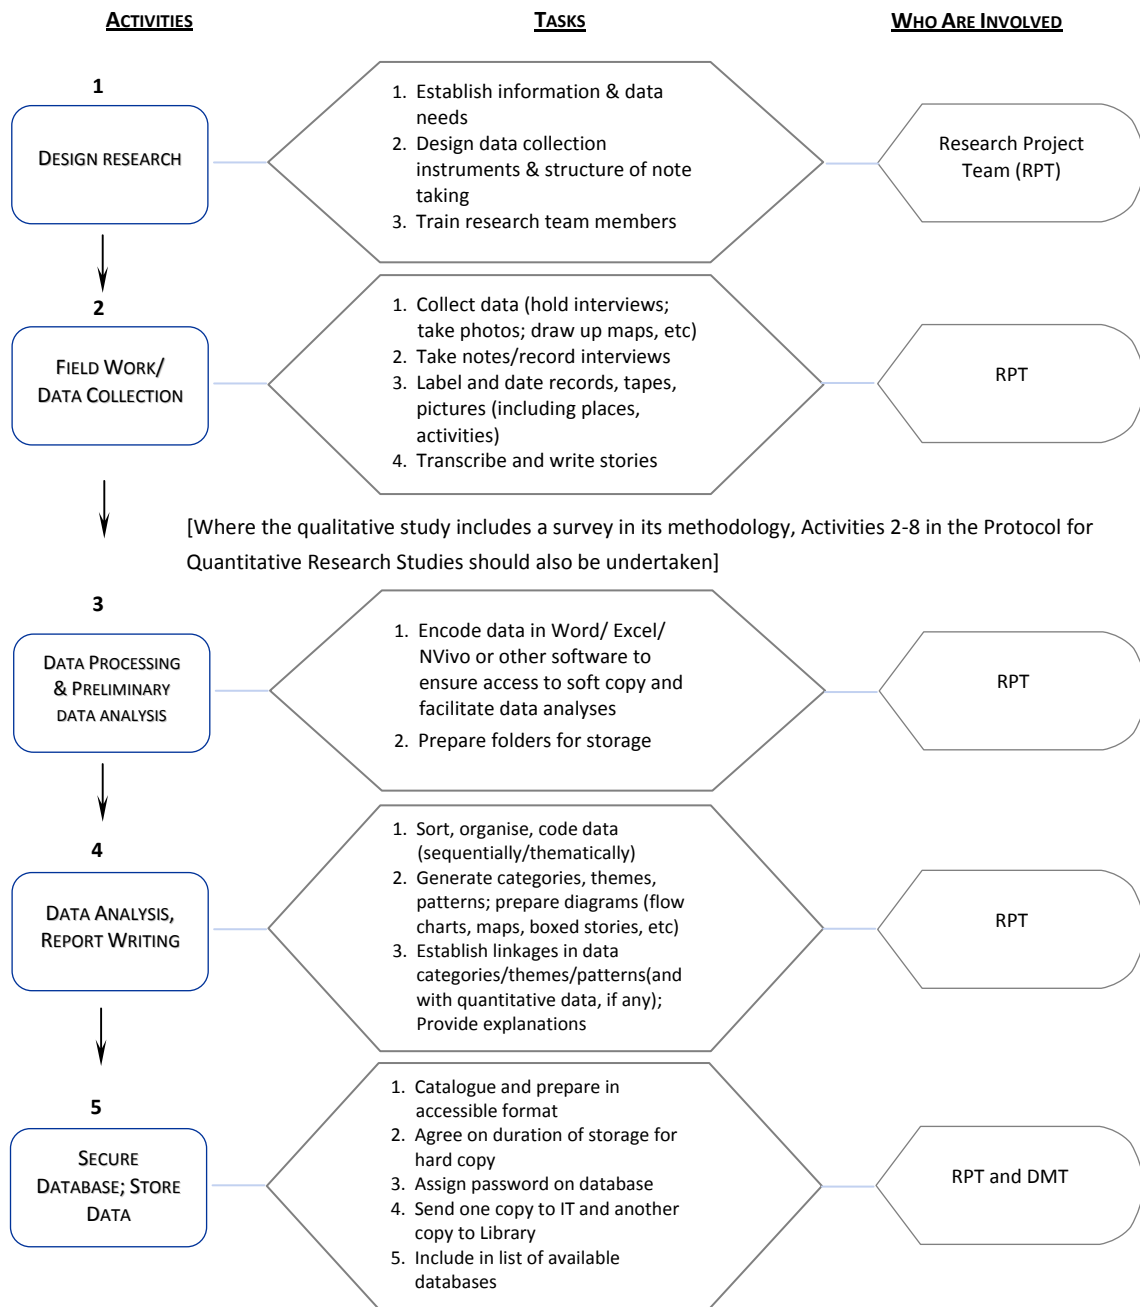 ACTIVITIES
TASKS
WHO ARE INVOLVED
1
DESIGN RESEARCH
1. Establish information & data
needs
2. Design data collection
instruments & structure of note
taking
3. Train research team members
Research Project
Team (RPT)
2
FIELD WORK/
DATA COLLECTION
1. Collect data (hold interviews;
take photos; draw up maps, etc)
2. Take notes/record interviews
3. Label and date records, tapes,
pictures (including places,
activities)
4. Transcribe and write stories
RPT
[Where the qualitative study includes a survey in its methodology, Activities 2-8 in the Protocol for
Quantitative Research Studies should also be undertaken]
3
DATA PROCESSING
& PRELIMINARY
DATA ANALYSIS
1. Encode data in Word/ Excel/
NVivo or other software to
ensure access to soft copy and
facilitate data analyses
2. Prepare folders for storage
RPT
4
DATA ANALYSIS,
REPORT WRITING
1. Sort, organise, code data
(sequentially/thematically)
2. Generate categories, themes,
patterns; prepare diagrams (flow
charts, maps, boxed stories, etc)
3. Establish linkages in data
categories/themes/patterns(and
with quantitative data, if any);
Provide explanations
RPT
5
SECURE
DATABASE; STORE
DATA
1. Catalogue and prepare in
accessible format
2. Agree on duration of storage for
hard copy
3. Assign password on database
4. Send one copy to IT and another
copy to Library
5. Include in list of available
databases
RPT and DMT